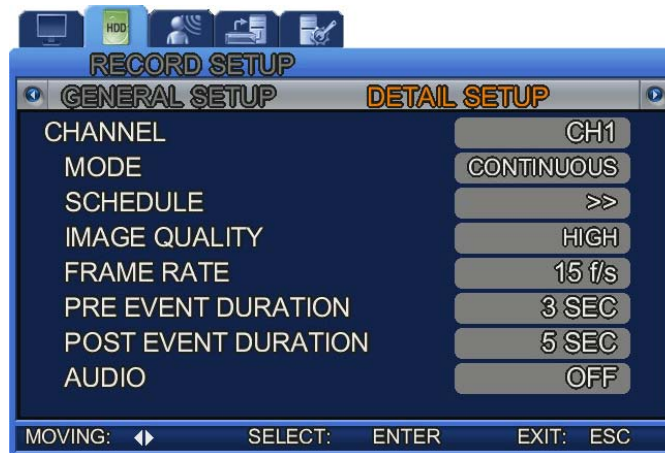 HDD
RECORD SETUP
GENERAL SETUP DETAIL SETUP
CHANNEL CH1
MODE CONTINUOUS
SCHEDULE >>
IMAGE QUALITY HIGH
FRAME RATE 15 f/s
PRE EVENT DURATION 3 SEC
POST EVENT DURATION 5 SEC
AUDIO OFF
MOVING: SELECT: ENTER EXIT: ESC